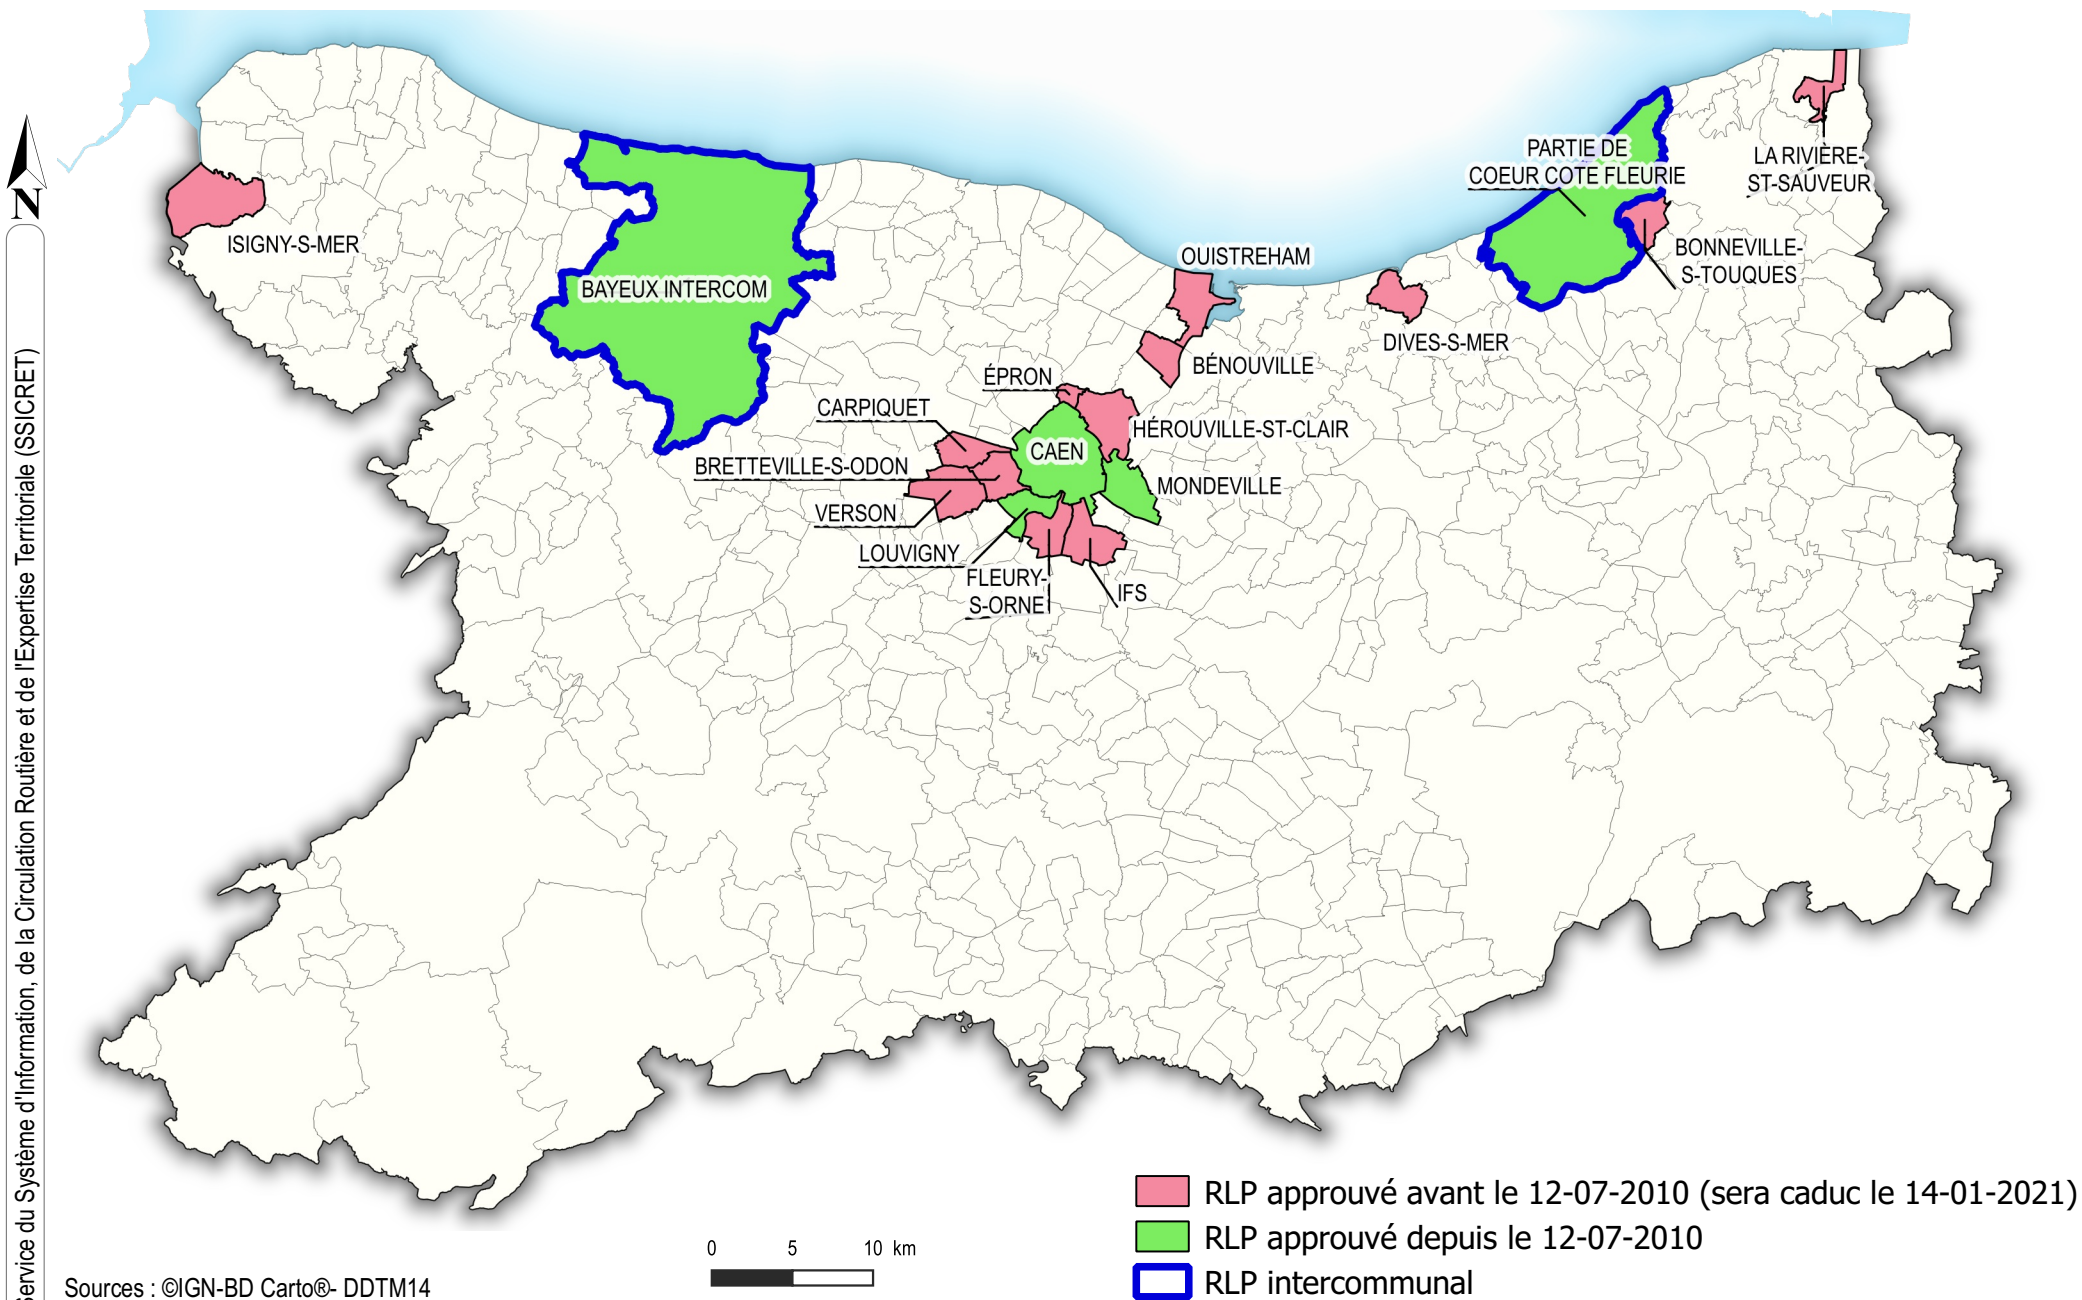 N
Service du Système d'Information, de la Circulation Routière et de l'Expertise Territoriale (SSICRET)
PARTIE DE
COEUR COTE FLEURIE
LA RIVIÈRE-
ST-SAUVEUR
ISIGNY-S-MER
BAYEUX INTERCOM
OUISTREHAM
BONNEVILLE-
S-TOUQUES
DIVES-S-MER
BÉNOUVILLE
ÉPRON
CARPIQUET
HÉROUVILLE-ST-CLAIR
CAEN
BRETTEVILLE-S-ODON
MONDEVILLE
VERSON
LOUVIGNY
FLEURY-
S-ORNE
IFS
RLP approuvé avant le 12-07-2010 (sera caduc le 14-01-2021)
RLP approuvé depuis le 12-07-2010
RLP intercommunal
0 5 10 km
Sources : ©IGN-BD Carto®- DDTM14